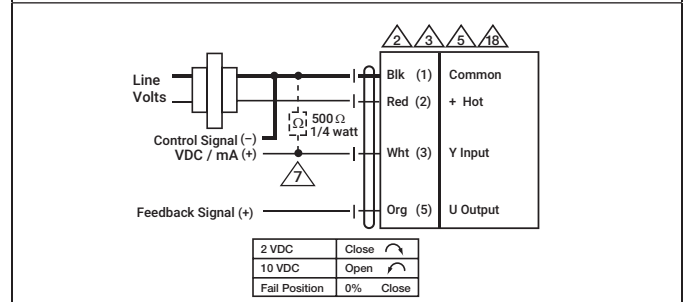 2 3 5 18
Line
Volts
Blk (1) Common
Red (2) + Hot
Ω 500 Ω
1/4 watt
Control Signal (–)
VDC / mA (+)
Wht (3) Y Input
7
Feedback Signal (+)
Org (5) U Output
2 VDC Close
10 VDC Open
Fail Position 0% Close